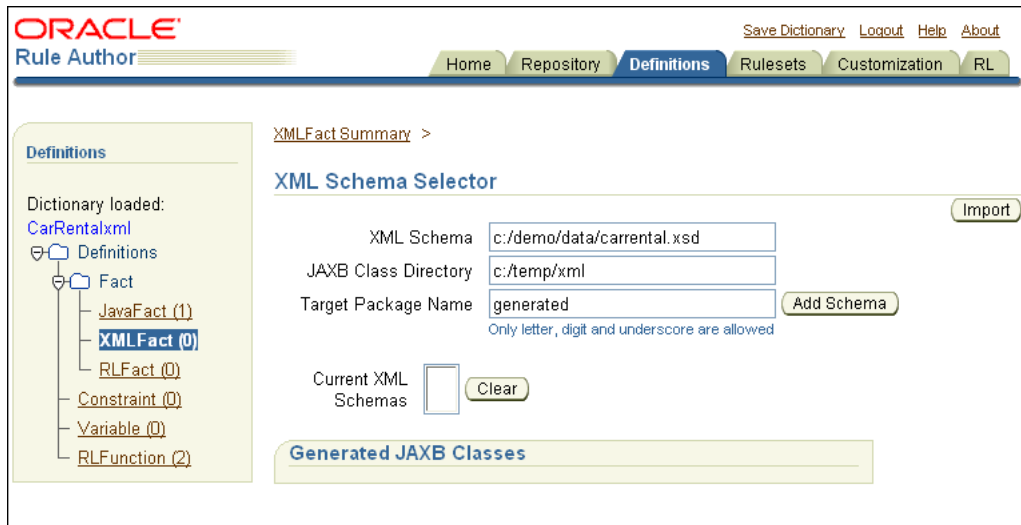 ORACLE
Rule Author
Save Dictionary Logout Help About
Home Repository Definitions Rulesets Customization RL
Definitions
Dictionary loaded:
CarRentalxml
Definitions
Fact
JavaFact (1)
XMLFact (0)
RLFact (0)
Constraint (0)
Variable (0)
RLFunction (2)
XMLFact Summary >
XML Schema Selector
Import
XML Schema c:/demo/data/carrental.xsd
JAXB Class Directory c:/temp/xml
Target Package Name generated Add Schema
Only letter, digit and underscore are allowed
Current XML
Schemas
Clear
Generated JAXB Classes